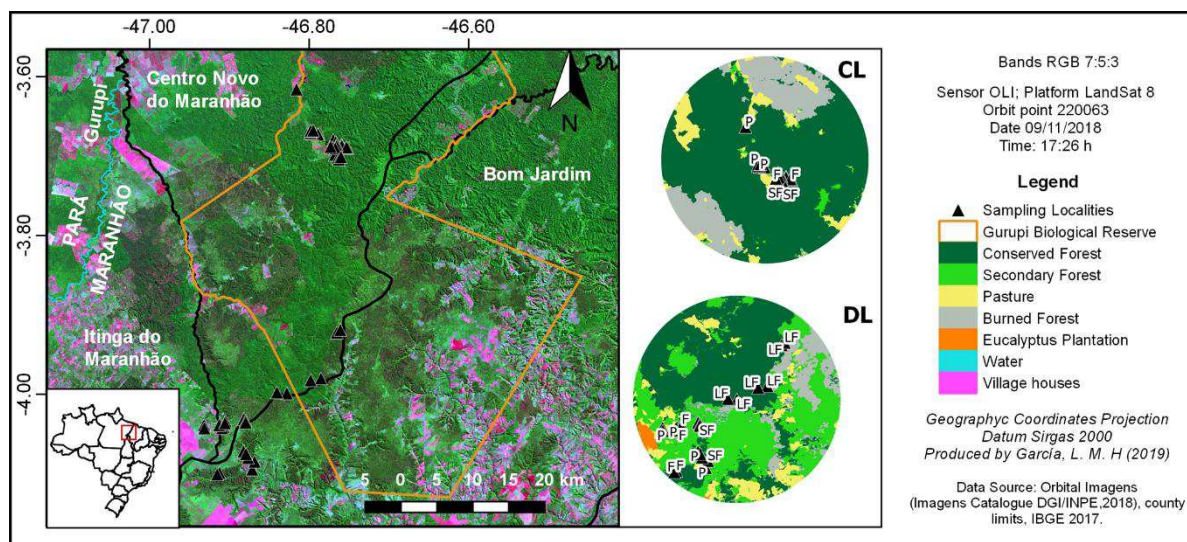 -47.00
-46.80
-46.60
-3.60
-3.80
-4.00
Centro Novo
do Maranhão
Gurupi
PARÁ
MARANHÃO
Itinga do
Maranhão
Bom Jardim
N
5 0 5 10 15 20 km
CL
P
P P
F F
SF SF
DL
LF
LF
LF LF
LF LF
P P F F SF
P SF
F F P
Bands RGB 7:5:3
Sensor OLI; Platform LandSat 8
Orbit point 220063
Date 09/11/2018
Time: 17:26 h
Legend
Sampling Localities
Gurupi Biological Reserve
Conserved Forest
Secondary Forest
Pasture
Burned Forest
Eucalyptus Plantation
Water
Village houses
Geographyc Coordinates Projection
Datum Sirgas 2000
Produced by García, L. M. H (2019)
Data Source: Orbital Imagens
(Imagens Catalogue DGI/INPE,2018), county
limits, IBGE 2017.